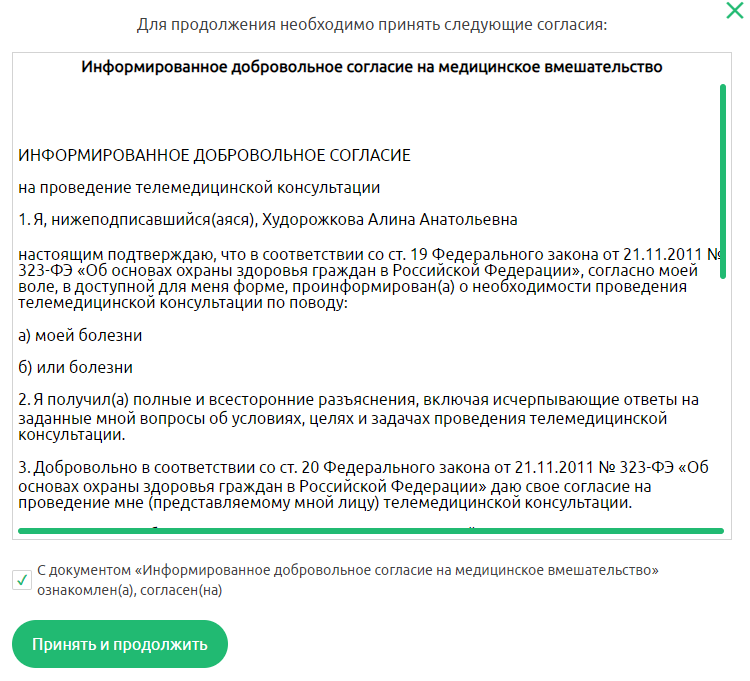 Для продолжения необходимо принять следующие согласия:
Информированное добровольное согласие на медицинское вмешательство
ИНФОРМИРОВАННОЕ ДОБРОВОЛЬНОЕ СОГЛАСИЕ
на проведение телемедицинской консультации
1. Я, нижеподписавшийся(аяся), Худорожкова Алина Анатольевна
настоящим подтверждаю, что в соответствии со ст. 19 Федерального закона от 21.11.2011 №
323-ФЭ «Об основах охраны здоровья граждан в Российской Федерации», согласно моей
воле, в доступной для меня форме, проинформирован(а) о необходимости проведения
телемедицинской консультации по поводу:
а) моей болезни
б) или болезни
2. Я получил(а) полные и всесторонние разъяснения, включая исчерпывающие ответы на
заданные мной вопросы об условиях, целях и задачах проведения телемедицинской
консультации.
3. Добровольно в соответствии со ст. 20 Федерального закона от 21.11.2011 № 323-ФЭ «Об
основах охраны здоровья граждан в Российской Федерации» даю свое согласие на
проведение мне (представляемому мной лицу) телемедицинской консультации.
С документом «Информированное добровольное согласие на медицинское вмешательство»
ознакомлен(а), согласен(на)
Принять и продолжить